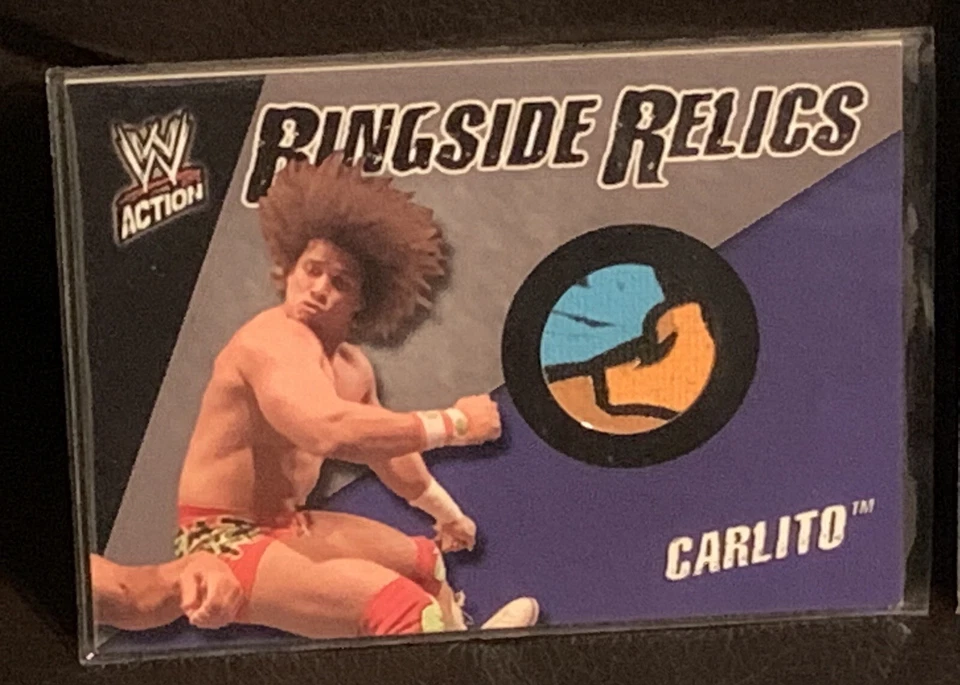 RINGSIDE RELICS
W
ACTION
CARLITO™